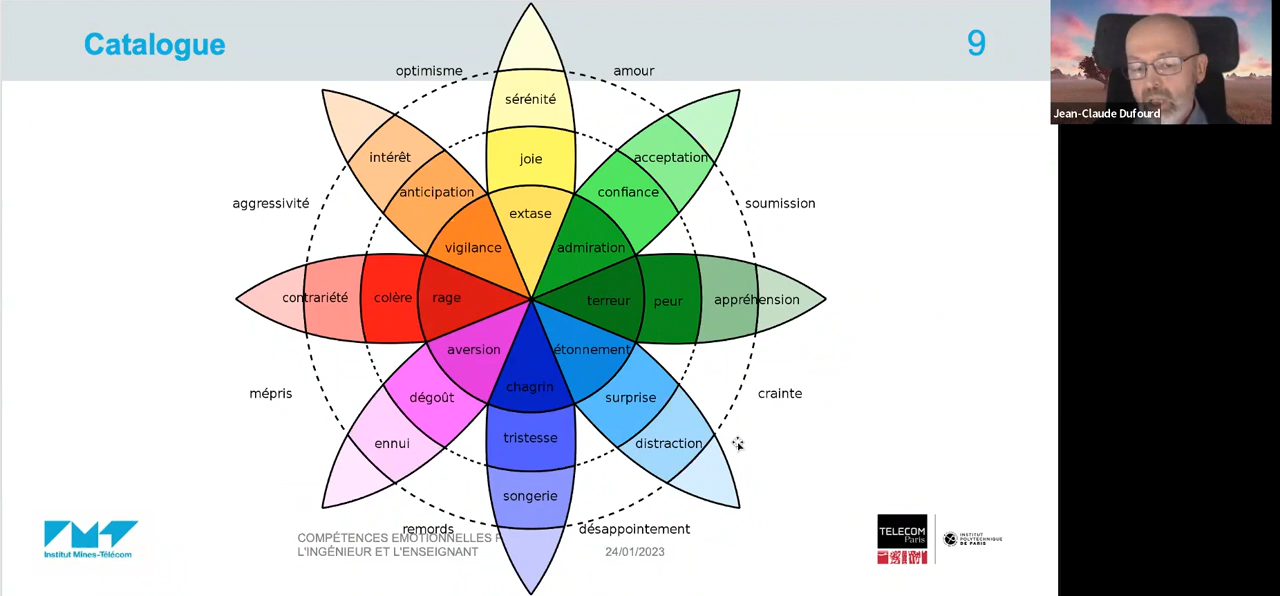 Catalogue
9
Jean-Claude Dufourd
optimisme
amour
sérénité
intérêt
joie
acceptation
anticipation
confiance
aggressivité
soumission
extase
vigilance
admiration
contrariété
colère
rage
terreur
peur
appréhension
aversion
étonnement
chagrin
mépris
dégoût
surprise
crainte
ennui
tristesse
distraction
songerie
remords
désappointement
COMPÉTENCES ÉMOTIONNELLES
L'INGÉNIEUR ET L'ENSEIGNANT
24/01/2023
Institut Mines-Télécom
TELECOM
Paris
INSTITUT
POLYTECHNIQUE
DE PARIS